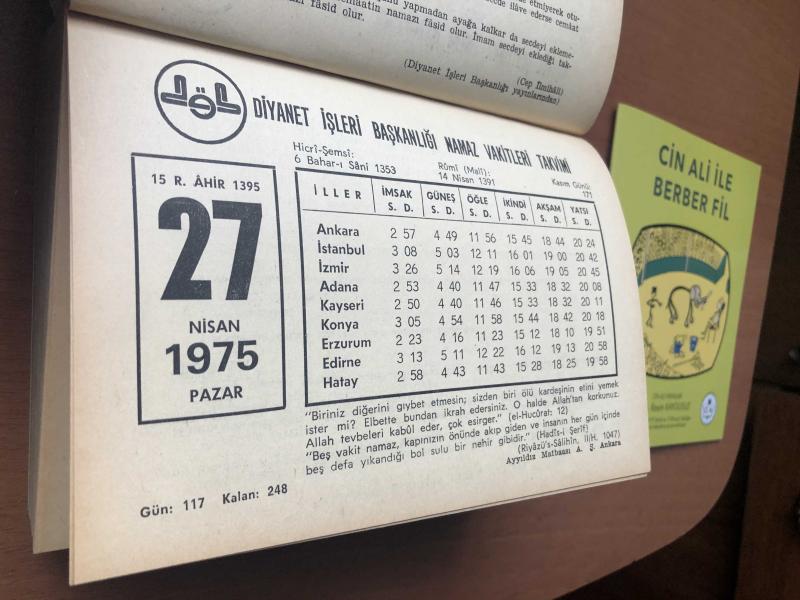 etmiyerek otu-
yapmadan ayağa kalkar da secdeyi ekleme-
namazı fâsid olur. İmam secdeyi eklediği tak-
zı fâsid olur.
(Cep İlmihâli)
(Diyanet İşleri Başkanlığı yayınlarından)
DİYANET İŞLERİ BAŞKANLIĞI NAMAZ VAKİTLERİ TAKVİMİ
Hicrî-Şemsî: Rûmî (Malî): Kasım Günü:
6 Bahar-ı Sâni 1353 14 Nisan 1391 171
15 R. ÂHİR 1395
27
NİSAN
1975
PAZAR
İLLER İMSAK GÜNEŞ ÖĞLE İKİNDİ AKŞAM YATSI
S. D. S. D. S. D. S. D. S. D. S. D.
Ankara 2 57 4 49 11 56 15 45 18 44 20 24
İstanbul 3 08 5 03 12 11 16 01 19 00 20 42
İzmir 3 26 5 14 12 19 16 06 19 05 20 45
Adana 2 53 4 40 11 47 15 33 18 32 20 08
Kayseri 2 50 4 40 11 46 15 33 18 32 20 11
Konya 3 05 4 54 11 58 15 44 18 42 20 18
Erzurum 2 23 4 16 11 23 15 12 18 10 19 51
Edirne 3 13 5 11 12 22 16 12 19 13 20 58
Hatay 2 58 4 43 11 43 15 28 18 25 19 58
"Biriniz diğerini gıybet etmesin; sizden biri ölü kardeşinin etini yemek
ister mi? Elbette bundan ikrah edersiniz. O halde Allah'tan korkunuz.
Allah tevbeleri kabûl eder, çok esirger." (el-Hucûrat: 12)
"Beş vakit namaz, kapınızın önünde akıp giden ve insanın her gün içinde
beş defa yıkandığı bol sulu bir nehir gibidir." (Hadîs-i Şerîf)
(Riyâzü's-Sâlihîn, II/H. 1047)
Ayyıldız Matbaası A. Ş. Ankara
Gün: 117 Kalan: 248
CİN ALİ İLE
BERBER FİL